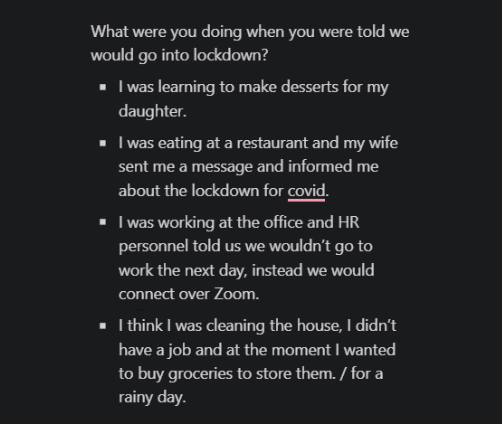 What were you doing when you were told we
would go into lockdown?
▪ I was learning to make desserts for my
daughter.
▪ I was eating at a restaurant and my wife
sent me a message and informed me
about the lockdown for covid.
▪ I was working at the office and HR
personnel told us we wouldn't go to
work the next day, instead we would
connect over Zoom.
▪ I think I was cleaning the house, I didn't
have a job and at the moment I wanted
to buy groceries to store them. / for a
rainy day.